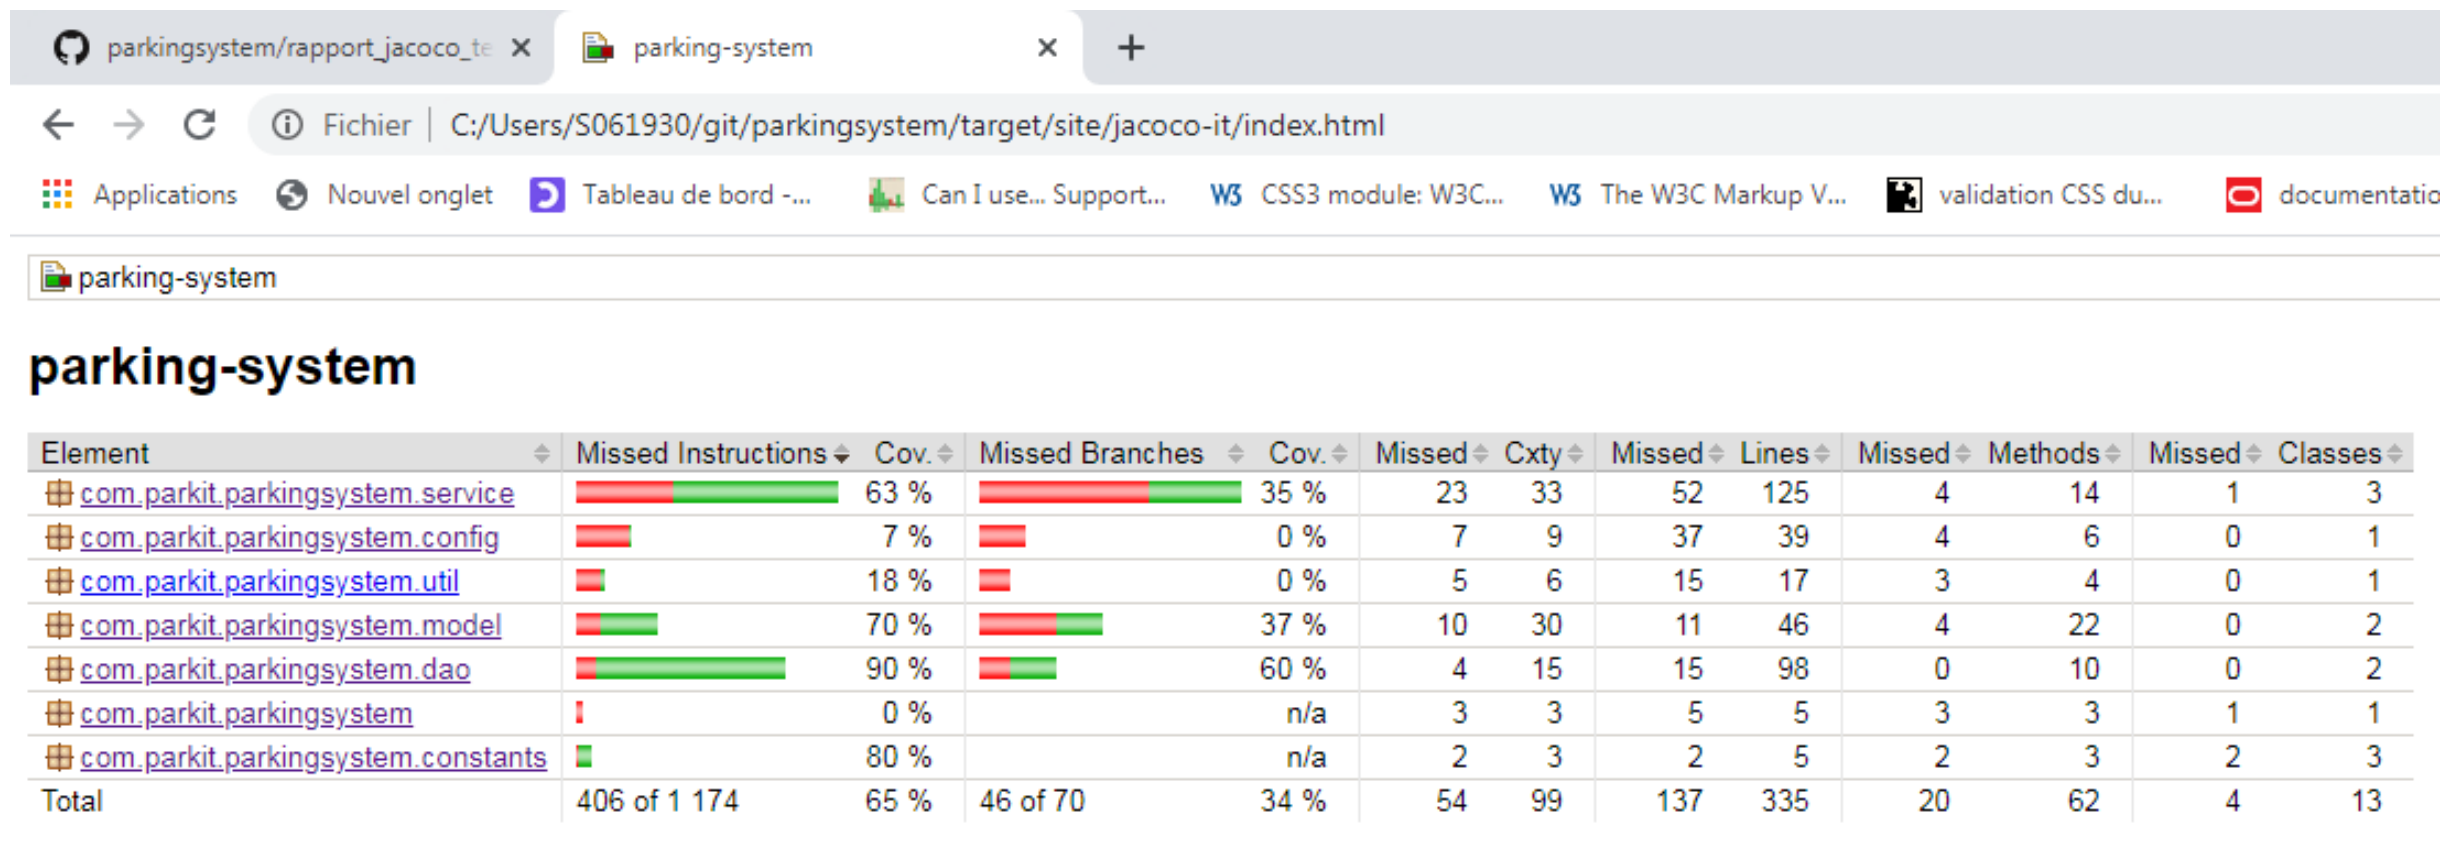 parkingsystem/rapport_jacoco_te
parking-system
Fichier C:/Users/S061930/git/parkingsystem/target/site/jacoco-it/index.html
Applications Nouvel onglet Tableau de bord -... Can I use... Support... CSS3 module: W3C... The W3C Markup V... validation CSS du... documentatio
parking-system
parking-system
Element Missed Instructions Cov. Missed Branches Cov. Missed Cxty Missed Lines Missed Methods Missed Classes
com.parkit.parkingsystem.service 63 % 35 % 23 33 52 125 4 14 1 3
com.parkit.parkingsystem.config 7 % 0 % 7 9 37 39 4 6 0 1
com.parkit.parkingsystem.util 18 % 0 % 5 6 15 17 3 4 0 1
com.parkit.parkingsystem.model 70 % 37 % 10 30 11 46 4 22 0 2
com.parkit.parkingsystem.dao 90 % 60 % 4 15 15 98 0 10 0 2
com.parkit.parkingsystem 0 % n/a 3 3 5 5 3 3 1 1
com.parkit.parkingsystem.constants 80 % n/a 2 3 2 5 2 3 2 3
Total 406 of 1 174 65 % 46 of 70 34 % 54 99 137 335 20 62 4 13